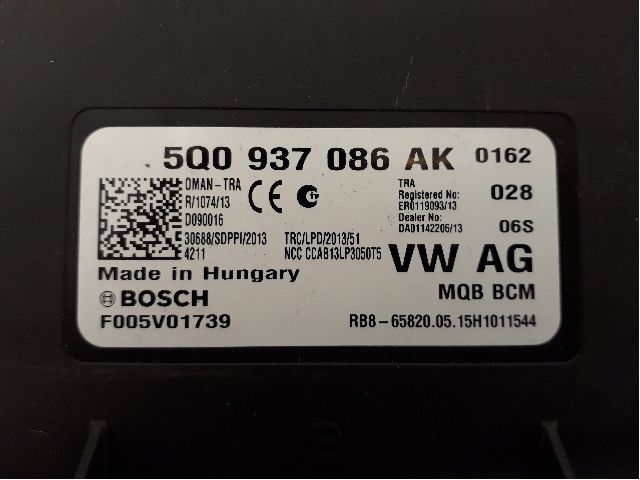 5Q0 937 086 AK 0162
OMAN-TRA
R/1074/13
D090016
CE
TRA
Registered No:
ER0119093/13
Dealer No:
DA01142206/13
028
06S
30688/SDPPI/2013
4211
TRC/LPD/2013/51
NCC CCAB13LP3050T5
VW AG
Made in Hungary
MQB BCM
BOSCH
F005V01739
RB8-65820.05.15H1011544